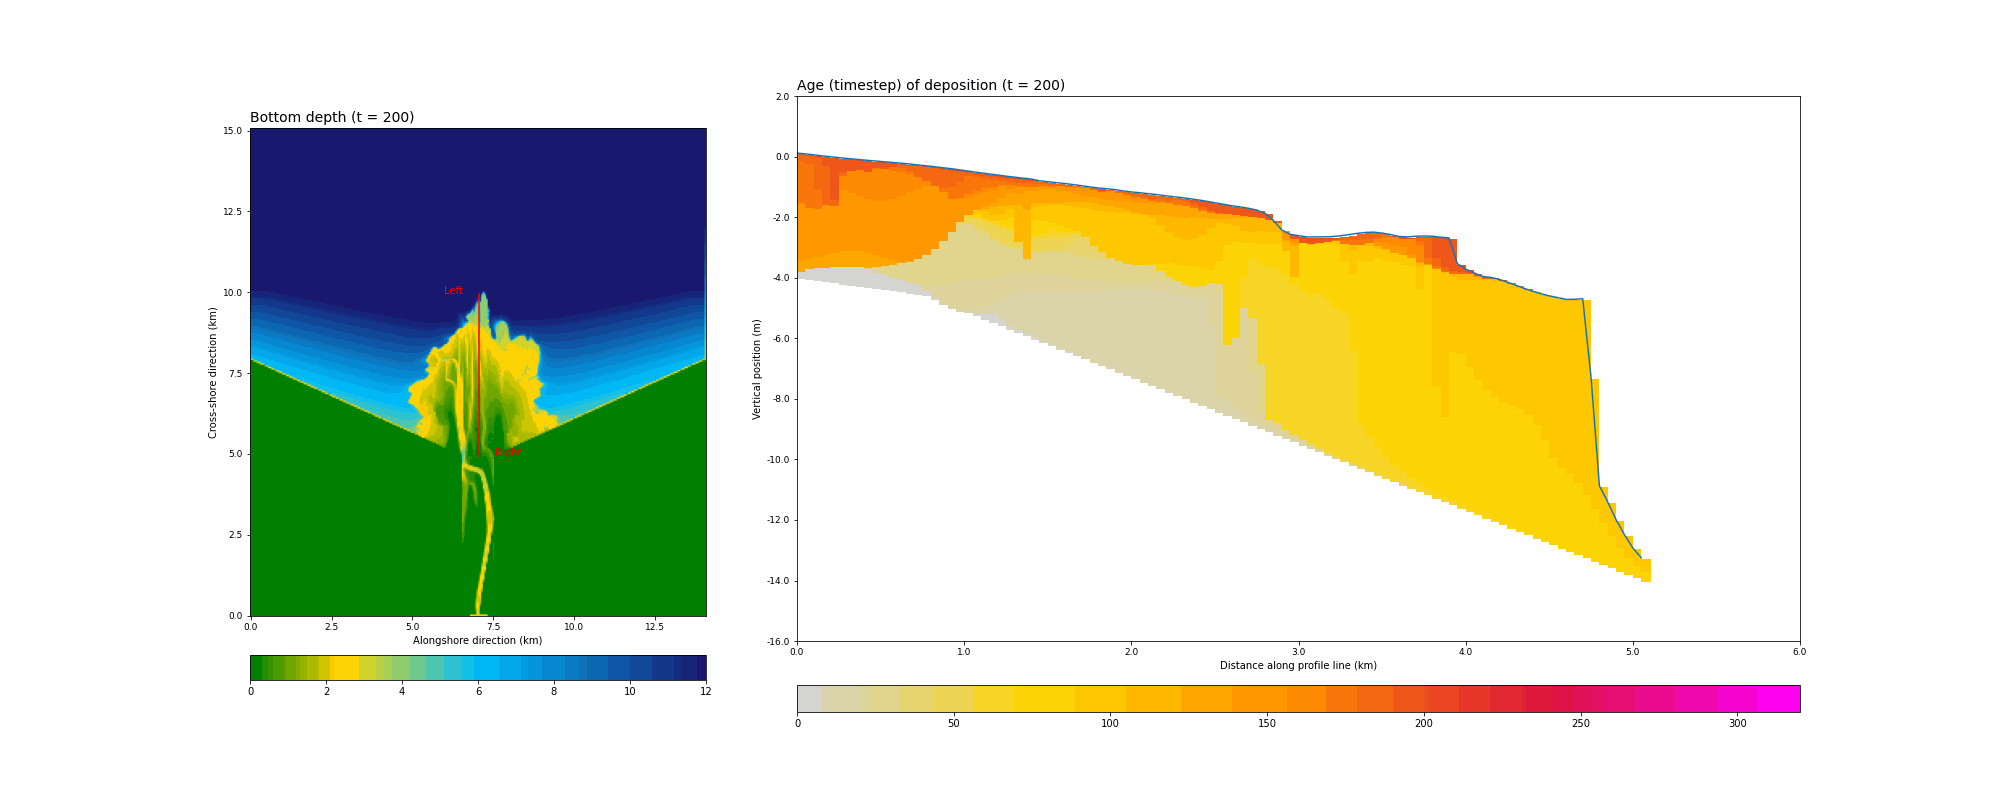 Age (timestep) of deposition (t = 200)
Bottom depth (t = 200)
15.0
12.5
10.0
7.5
5.0
2.5
0.0
Cross-shore direction (km)
Left
Right
0.0 2.5 5.0 7.5 10.0 12.5
Alongshore direction (km)
0 2 4 6 8 10 12
2.0
0.0
-2.0
-4.0
-6.0
-8.0
-10.0
-12.0
-14.0
-16.0
Vertical position (m)
0.0 1.0 2.0 3.0 4.0 5.0 6.0
Distance along profile line (km)
0 50 100 150 200 250 300